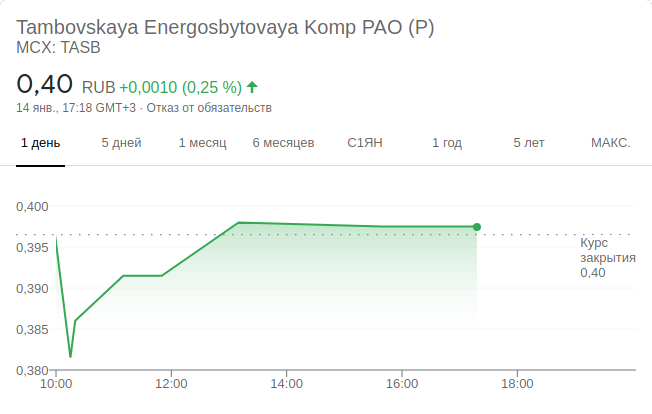 Tambovskaya Energosbytovaya Komp PAO (P)
MCX: TASB
0,40 RUB +0,0010 (0,25 %)
14 янв., 17:18 GMT+3 · Отказ от обязательств
1 день 5 дней 1 месяц 6 месяцев С1ЯН 1 год 5 лет МАКС.
0,400
0,395
0,390
0,385
0,380
Курс
закрытия
0,40
10:00 12:00 14:00 16:00 18:00